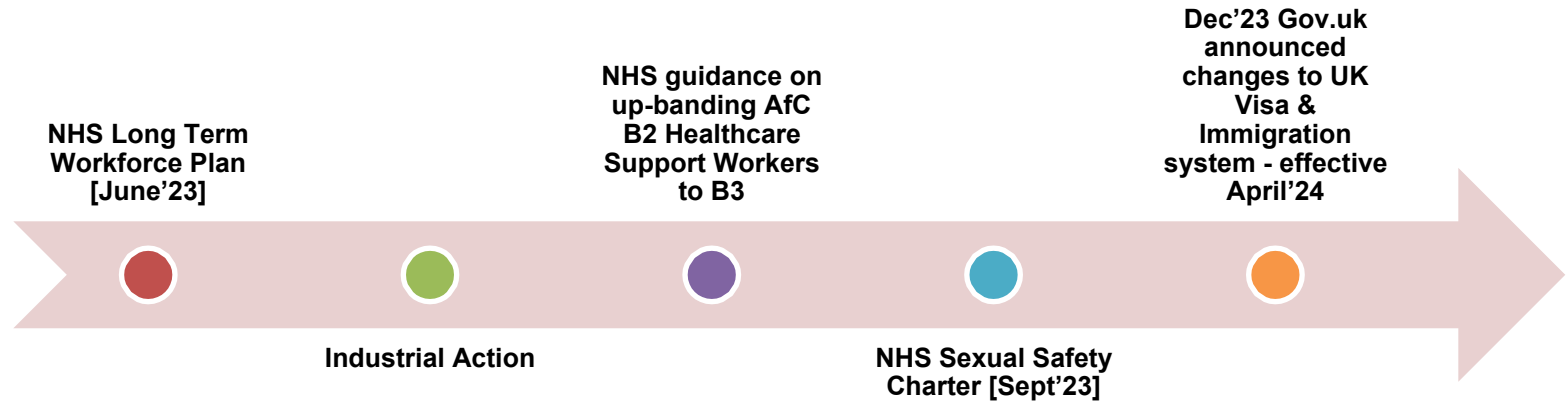 NHS Long Term
Workforce Plan
[June’23]
Industrial Action
NHS guidance on
up-banding AfC
B2 Healthcare
Support Workers
to B3
NHS Sexual Safety
Charter [Sept’23]
Dec’23 Gov.uk
announced
changes to UK
Visa &
Immigration
system - effective
April’24